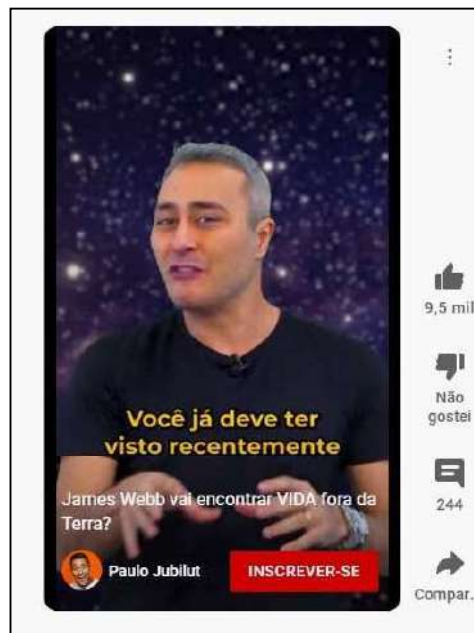 Você já deve ter
visto recentemente
James Webb vai encontrar VIDA fora da
Terra?
Paulo Jubilut
INSCREVER-SE
9,5 mil
Não
gostei
244
Compar.